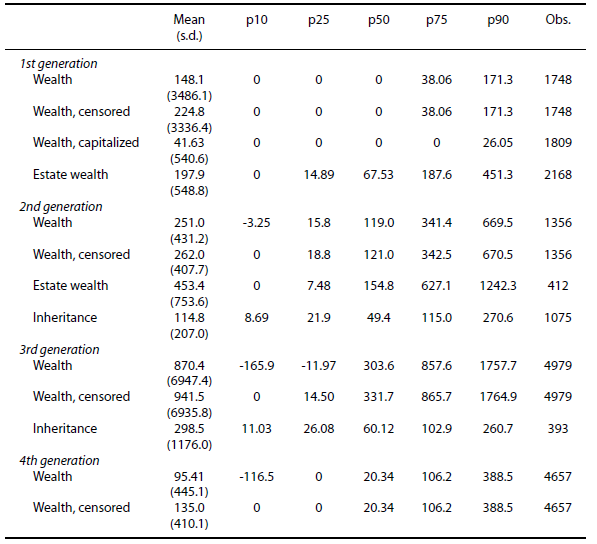 Mean p10 p25 p50 p75 p90 Obs.
(s.d.)
1st generation
Wealth 148.1 0 0 0 38.06 171.3 1748
(3486.1)
Wealth, censored 224.8 0 0 0 38.06 171.3 1748
(3336.4)
Wealth, capitalized 41.63 0 0 0 0 26.05 1809
(540.6)
Estate wealth 197.9 0 14.89 67.53 187.6 451.3 2168
(548.8)
2nd generation
Wealth 251.0 -3.25 15.8 119.0 341.4 669.5 1356
(431.2)
Wealth, censored 262.0 0 18.8 121.0 342.5 670.5 1356
(407.7)
Estate wealth 453.4 0 7.48 154.8 627.1 1242.3 412
(753.6)
Inheritance 114.8 8.69 21.9 49.4 115.0 270.6 1075
(207.0)
3rd generation
Wealth 870.4 -165.9 -11.97 303.6 857.6 1757.7 4979
(6947.4)
Wealth, censored 941.5 0 14.50 331.7 865.7 1764.9 4979
(6935.8)
Inheritance 298.5 11.03 26.08 60.12 102.9 260.7 393
(1176.0)
4th generation
Wealth 95.41 -116.5 0 20.34 106.2 388.5 4657
(445.1)
Wealth, censored 135.0 0 0 20.34 106.2 388.5 4657
(410.1)